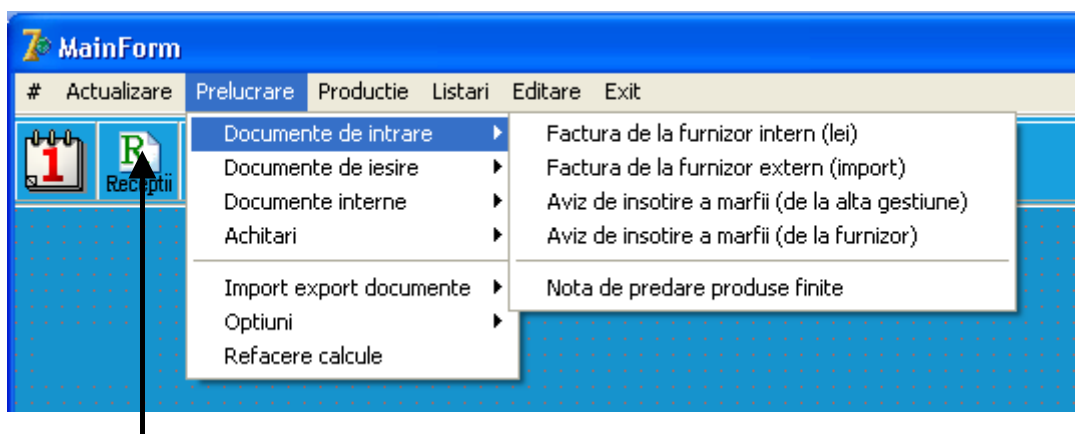 MainForm
# Actualizare Prelucrare Productie Listari Editare Exit
1
R
Receptii
Documente de intrare
Documente de iesire
Documente interne
Achitari
Import export documente
Optiuni
Refacere calcule
Factura de la furnizor intern (lei)
Factura de la furnizor extern (import)
Aviz de insotire a marfii (de la alta gestiune)
Aviz de insotire a marfii (de la furnizor)
Nota de predare produse finite